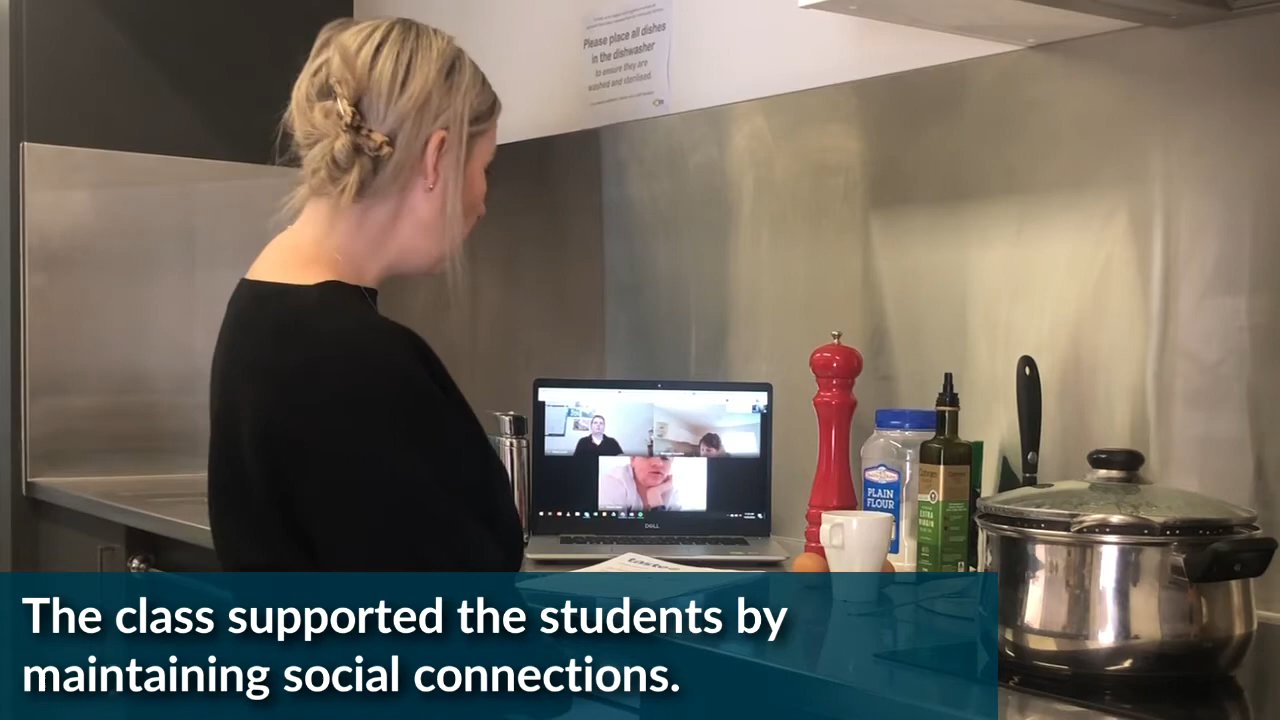 Please place all dishes
in the dishwasher
to ensure they are
washed and sterilised
DELL
PLAIN
FLOUR
EXTRA
VIRGIN
taste
The class supported the students by
maintaining social connections.